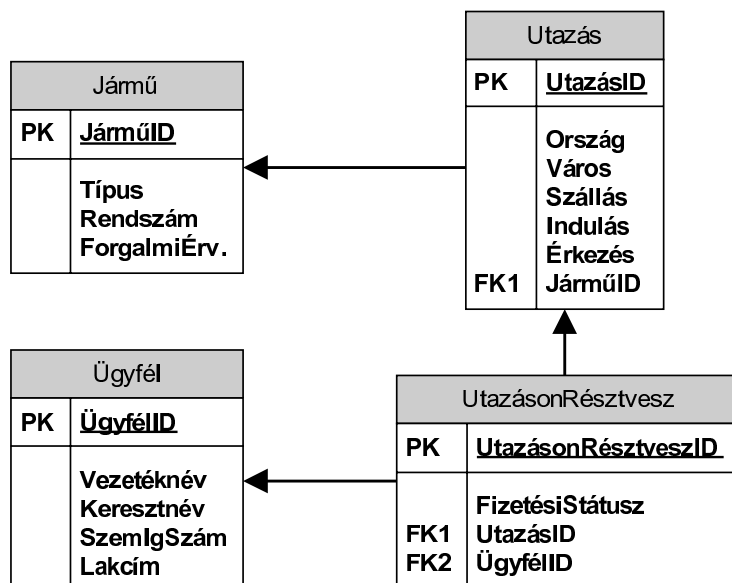 Jármű
PK JárműID
Típus
Rendszám
ForgalmiÉrv.
Utazás
PK UtazásID
Ország
Város
Szállás
Indulás
Érkezés
FK1 JárműID
Ügyfél
PK ÜgyfélID
Vezetéknév
Keresztnév
SzemIgSzám
Lakcím
UtazásonRésztvesz
PK UtazásonRésztveszID
FizetésiStátusz
FK1 UtazásID
FK2 ÜgyfélID